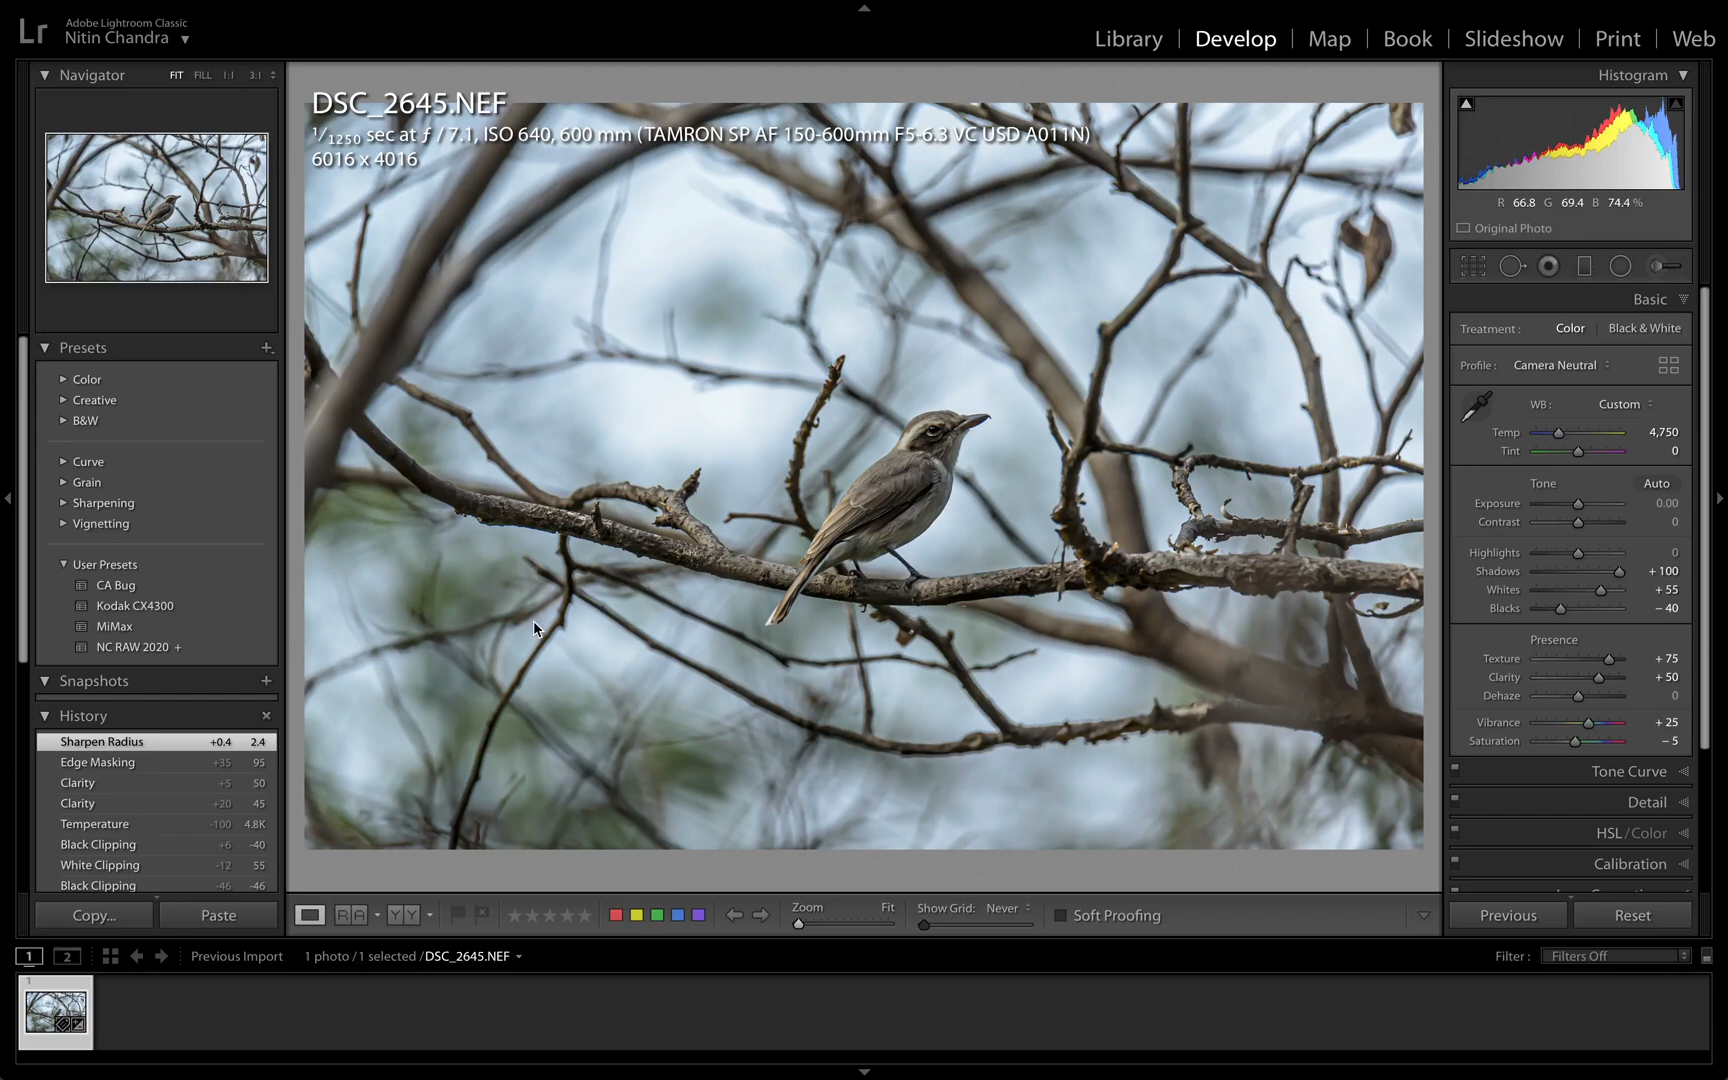 Lr
Adobe Lightroom Classic
Nitin Chandra
Library | Develop | Map | Book | Slideshow | Print | Web
Navigator FIT FILL 1:1 3:1
Presets +
Color
Creative
B&W
Curve
Grain
Sharpening
Vignetting
User Presets
CA Bug
Kodak CX4300
MiMax
NC RAW 2020 +
Snapshots +
History ×
Sharpen Radius +0.4 2.4
Edge Masking +35 95
Clarity +5 50
Clarity +20 45
Temperature -100 4.8K
Black Clipping +6 -40
White Clipping -12 55
Black Clipping -46 -46
Copy... Paste
DSC_2645.NEF
1/1250 sec at ƒ / 7.1, ISO 640, 600 mm (TAMRON SP AF 150-600mm F5-6.3 VC USD A011N)
6016 x 4016
Histogram
R 66.8 G 69.4 B 74.4 %
Original Photo
Basic
Treatment : Color | Black & White
Profile : Camera Neutral
WB : Custom
Temp 4,750
Tint 0
Tone Auto
Exposure 0.00
Contrast 0
Highlights 0
Shadows + 100
Whites + 55
Blacks – 40
Presence
Texture + 75
Clarity + 50
Dehaze 0
Vibrance + 25
Saturation – 5
Tone Curve
Detail
HSL / Color
Calibration
Previous Reset
RA YY Zoom Fit Show Grid: Never Soft Proofing
1 2 Previous Import 1 photo / 1 selected / DSC_2645.NEF Filter : Filters Off
1